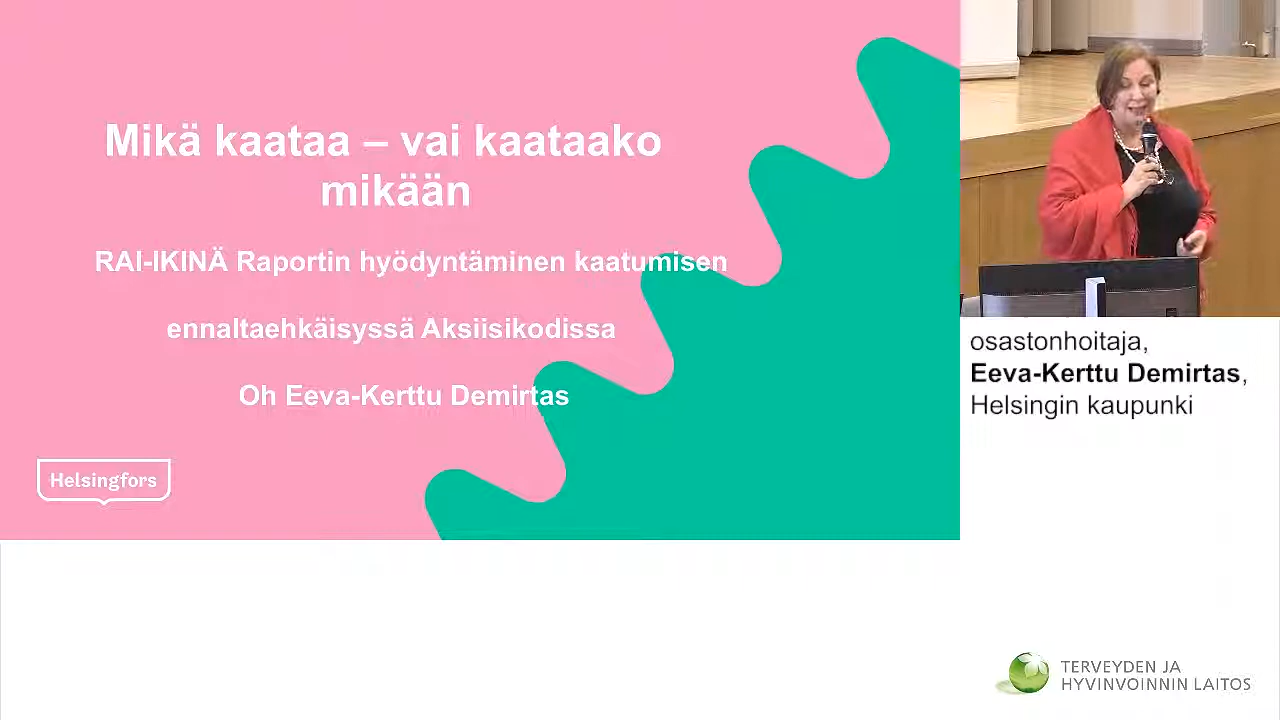 Mikä kaataa – vai kaataako
mikään
RAI-IKINÄ Raportin hyödyntäminen kaatumisen
ennaltaehkäisyssä Aksiisikodissa
Oh Eeva-Kerttu Demirtas
Helsingfors
osastonhoitaja,
Eeva-Kerttu Demirtas,
Helsingin kaupunki
TERVEYDEN JA
HYVINVOINNIN LAITOS